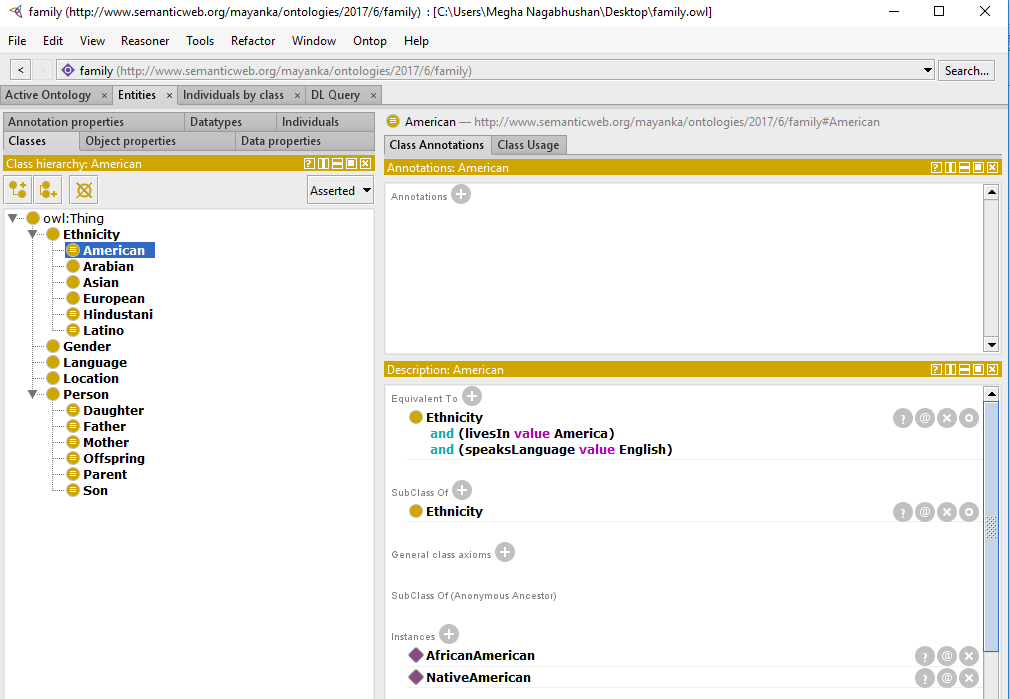 family (http://www.semanticweb.org/mayanka/ontologies/2017/6/family) : [C:\Users\Megha Nagabhushan\Desktop\family.owl]
File Edit View Reasoner Tools Refactor Window Ontop Help
< > family (http://www.semanticweb.org/mayanka/ontologies/2017/6/family) Search...
Active Ontology × Entities × Individuals by class × DL Query ×
Annotation properties Datatypes Individuals
Classes Object properties Data properties
Class hierarchy: American
Asserted
owl:Thing
Ethnicity
American
Arabian
Asian
European
Hindustani
Latino
Gender
Language
Location
Person
Daughter
Father
Mother
Offspring
Parent
Son
American — http://www.semanticweb.org/mayanka/ontologies/2017/6/family#American
Class Annotations Class Usage
Annotations: American
Annotations
Description: American
Equivalent To
Ethnicity
and (livesIn value America)
and (speaksLanguage value English)
SubClass Of
Ethnicity
General class axioms
SubClass Of (Anonymous Ancestor)
Instances
AfricanAmerican
NativeAmerican